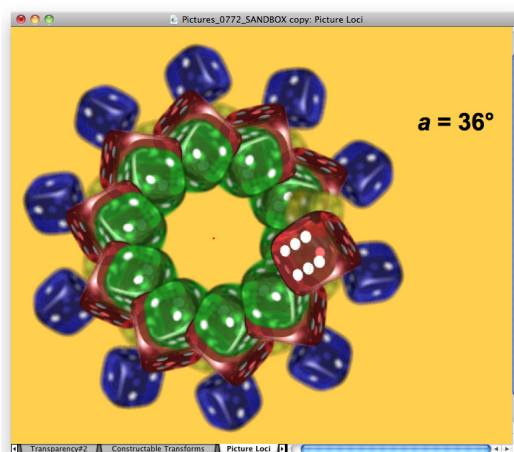 Pictures_0772_SANDBOX copy: Picture Loci
a = 36°
Transparency#2
Constructable Transforms
Picture Loci